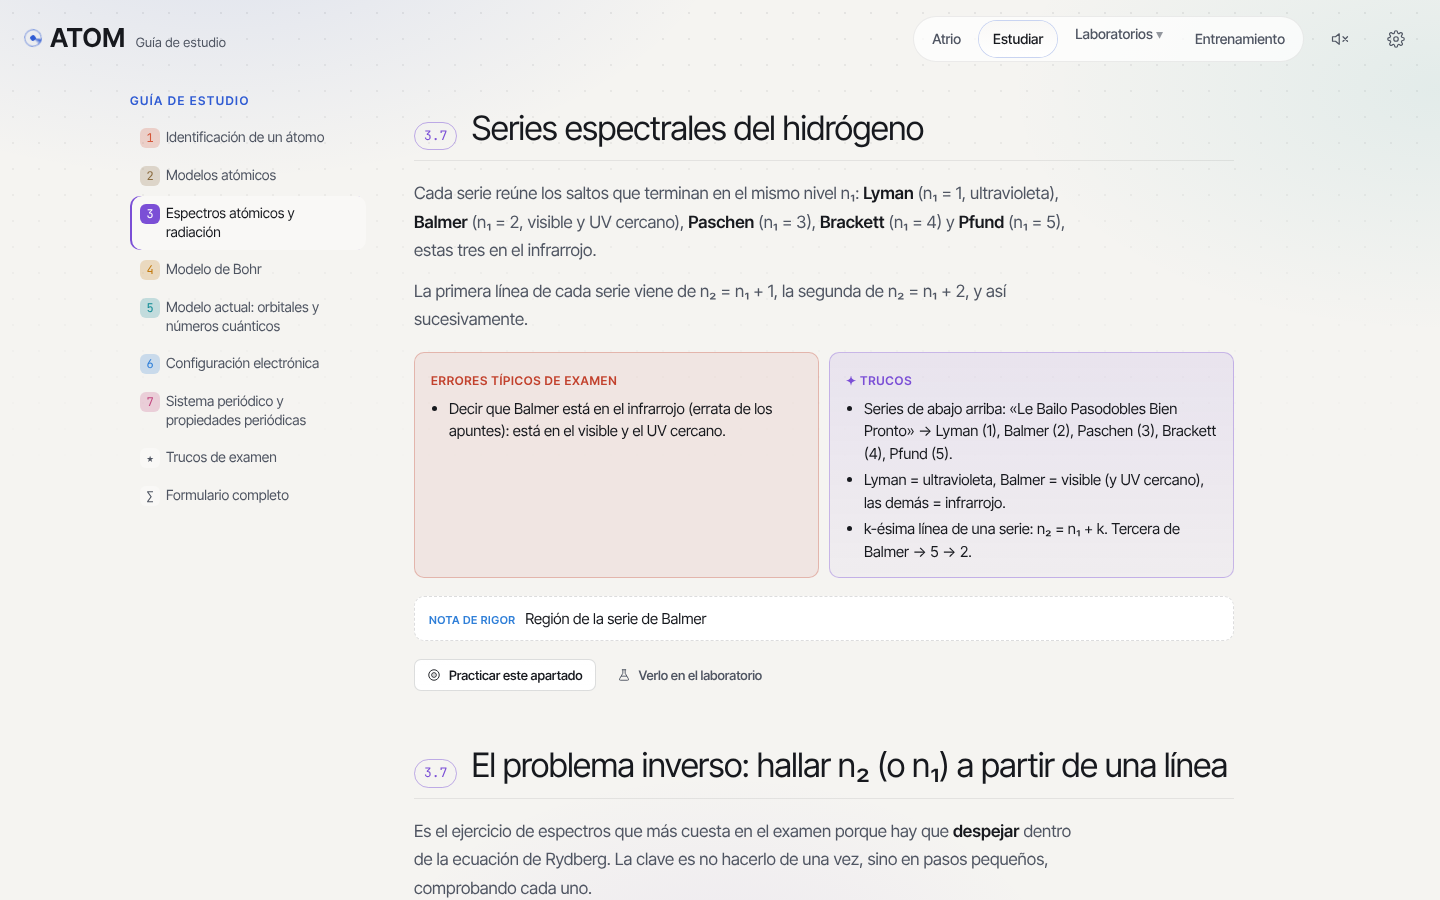 ATOM Guía de estudio
Atrio Estudiar Laboratorios ▾ Entrenamiento
GUÍA DE ESTUDIO
1 Identificación de un átomo
2 Modelos atómicos
3 Espectros atómicos y
radiación
4 Modelo de Bohr
5 Modelo actual: orbitales y
números cuánticos
6 Configuración electrónica
7 Sistema periódico y
propiedades periódicas
★ Trucos de examen
∑ Formulario completo
3.7 Series espectrales del hidrógeno
Cada serie reúne los saltos que terminan en el mismo nivel n₁: Lyman (n₁ = 1, ultravioleta),
Balmer (n₁ = 2, visible y UV cercano), Paschen (n₁ = 3), Brackett (n₁ = 4) y Pfund (n₁ = 5),
estas tres en el infrarrojo.
La primera línea de cada serie viene de n₂ = n₁ + 1, la segunda de n₂ = n₁ + 2, y así
sucesivamente.
ERRORES TÍPICOS DE EXAMEN
• Decir que Balmer está en el infrarrojo (errata de los
apuntes): está en el visible y el UV cercano.
✦ TRUCOS
• Series de abajo arriba: «Le Bailo Pasodobles Bien
Pronto» → Lyman (1), Balmer (2), Paschen (3), Brackett
(4), Pfund (5).
• Lyman = ultravioleta, Balmer = visible (y UV cercano),
las demás = infrarrojo.
• k-ésima línea de una serie: n₂ = n₁ + k. Tercera de
Balmer → 5 → 2.
NOTA DE RIGOR Región de la serie de Balmer
Practicar este apartado Verlo en el laboratorio
3.7 El problema inverso: hallar n₂ (o n₁) a partir de una línea
Es el ejercicio de espectros que más cuesta en el examen porque hay que despejar dentro
de la ecuación de Rydberg. La clave es no hacerlo de una vez, sino en pasos pequeños,
comprobando cada uno.